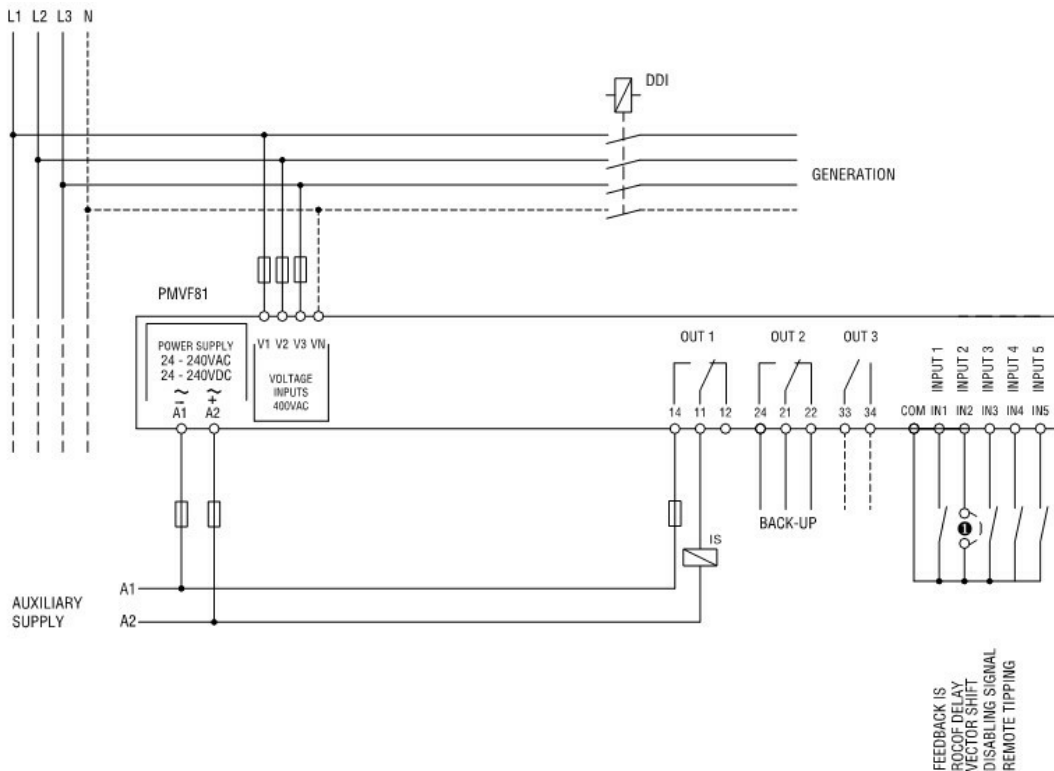 L1 L2 L3 N
DDI
GENERATION
PMVF81
POWER SUPPLY
24 - 240VAC
24 - 240VDC
~ ~
− +
A1 A2
V1 V2 V3 VN
VOLTAGE
INPUTS
400VAC
OUT 1
OUT 2
OUT 3
INPUT 1
INPUT 2
INPUT 3
INPUT 4
INPUT 5
14 11 12 24 21 22 33 34 COM IN1 IN2 IN3 IN4 IN5
BACK-UP
1
IS
A1
A2
AUXILIARY
SUPPLY
FEEDBACK IS
ROCOF DELAY
VECTOR SHIFT
DISABLING SIGNAL
REMOTE TIPPING